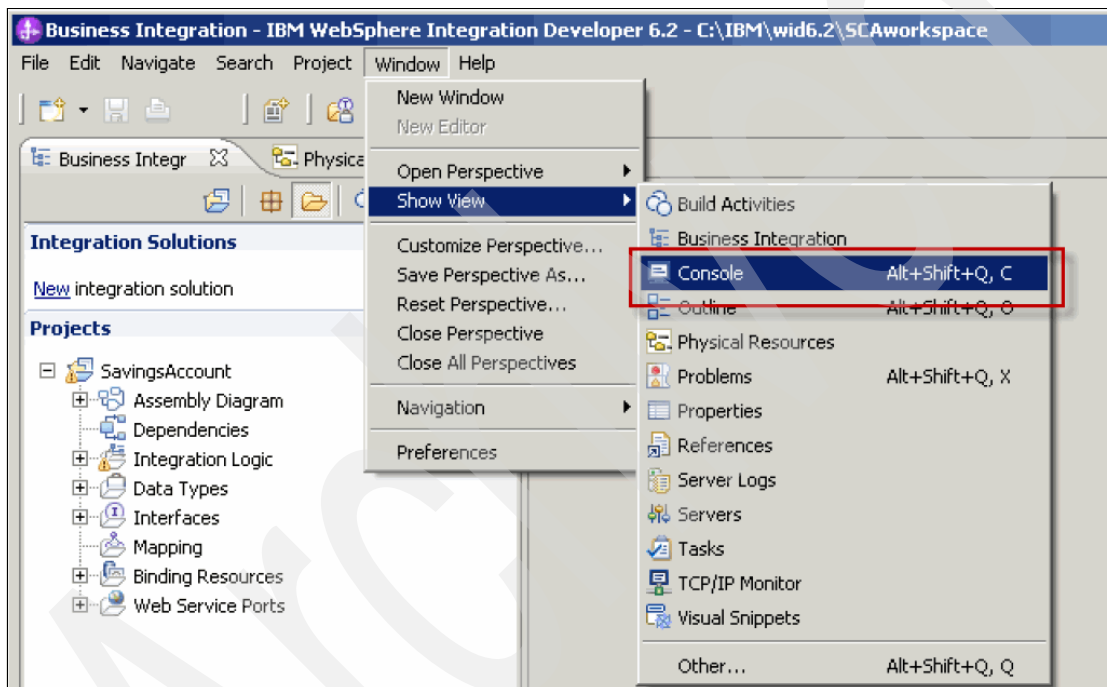 Business Integration - IBM WebSphere Integration Developer 6.2 - C:\IBM\wid6.2\SCAworkspace
File Edit Navigate Search Project Window Help
New Window
New Editor
Business Integr
Physica
Open Perspective
Show View
Customize Perspective...
Save Perspective As...
Reset Perspective...
Close Perspective
Close All Perspectives
Navigation
Preferences
Build Activities
Business Integration
Console Alt+Shift+Q, C
Outline Alt+Shift+Q, O
Physical Resources
Problems Alt+Shift+Q, X
Properties
References
Server Logs
Servers
Tasks
TCP/IP Monitor
Visual Snippets
Other... Alt+Shift+Q, Q
Integration Solutions
New integration solution
Projects
SavingsAccount
Assembly Diagram
Dependencies
Integration Logic
Data Types
Interfaces
Mapping
Binding Resources
Web Service Ports